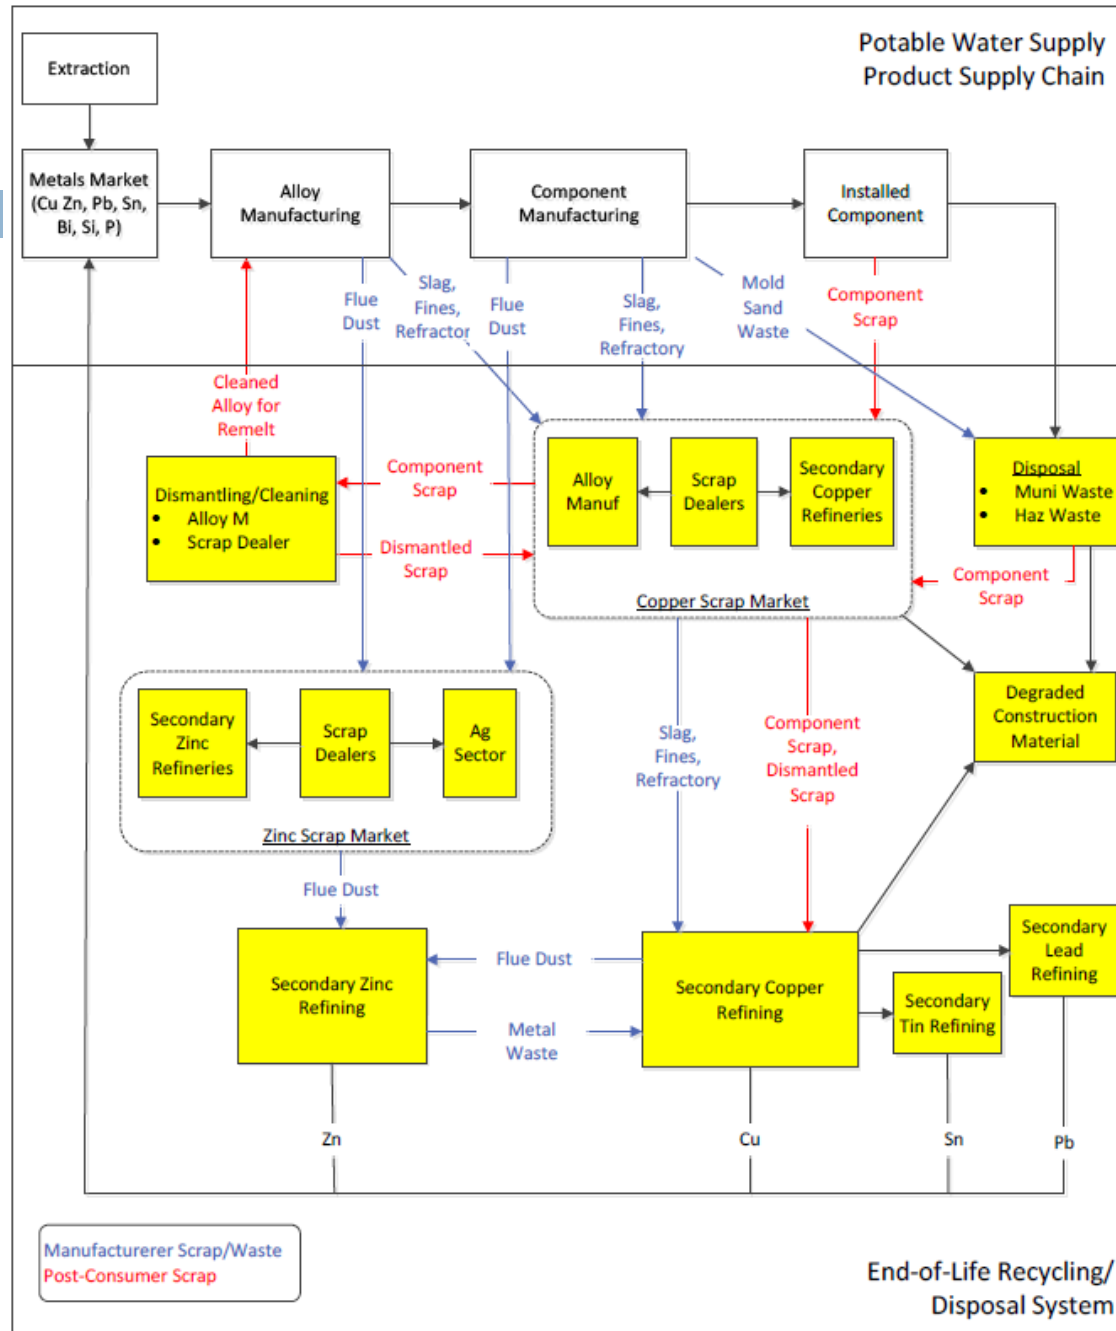 Potable Water Supply
Product Supply Chain
Extraction
Metals Market
(Cu Zn, Pb, Sn,
Bi, Si, P)
Alloy
Manufacturing
Component
Manufacturing
Installed
Component
Flue
Dust
Slag,
Fines,
Refractor
Flue
Dust
Slag,
Fines,
Refractory
Mold
Sand
Waste
Component
Scrap
Cleaned
Alloy for
Remelt
Dismantling/Cleaning
• Alloy M
• Scrap Dealer
Component
Scrap
Dismantled
Scrap
Alloy
Manuf
Scrap
Dealers
Secondary
Copper
Refineries
Copper Scrap Market
Disposal
• Muni Waste
• Haz Waste
Component
Scrap
Degraded
Construction
Material
Secondary
Zinc
Refineries
Scrap
Dealers
Ag
Sector
Zinc Scrap Market
Slag,
Fines,
Refractory
Component
Scrap,
Dismantled
Scrap
Flue Dust
Secondary Zinc
Refining
Flue Dust
Metal
Waste
Secondary Copper
Refining
Secondary
Tin Refining
Secondary
Lead
Refining
Zn
Cu
Sn
Pb
Manufacturerer Scrap/Waste
Post-Consumer Scrap
End-of-Life Recycling/
Disposal System